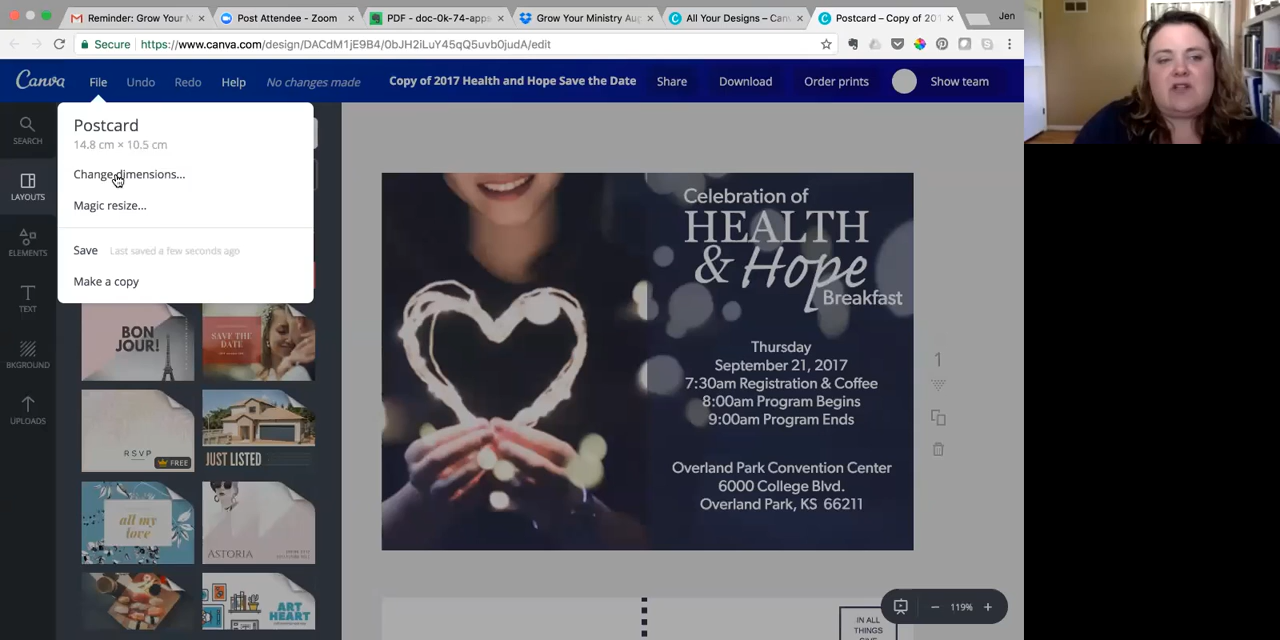 Reminder: Grow Your M
Post Attendee – Zoom
PDF - doc-0k-74-apps
Grow Your Ministry Aug
All Your Designs – Canv
Postcard – Copy of 201
Jen
Secure
https://www.canva.com/design/DACdM1jE9B4/0bJH2iLuY45qQ5uvb0judA/edit
Canva
File
Undo
Redo
Help
No changes made
Copy of 2017 Health and Hope Save the Date
Share
Download
Order prints
Show team
SEARCH
LAYOUTS
ELEMENTS
TEXT
BKGROUND
UPLOADS
Postcard
14.8 cm × 10.5 cm
Change dimensions...
Magic resize...
Save
Last saved a few seconds ago
Make a copy
BON
JOUR!
SAVE THE
DATE
RSVP
FREE
JUST LISTED
all my
love
ASTORIA
ART
HEART
Celebration of
HEALTH
& Hope
Breakfast
Thursday
September 21, 2017
7:30am Registration & Coffee
8:00am Program Begins
9:00am Program Ends
Overland Park Convention Center
6000 College Blvd.
Overland Park, KS 66211
1
IN ALL
THINGS
GIVE
119%